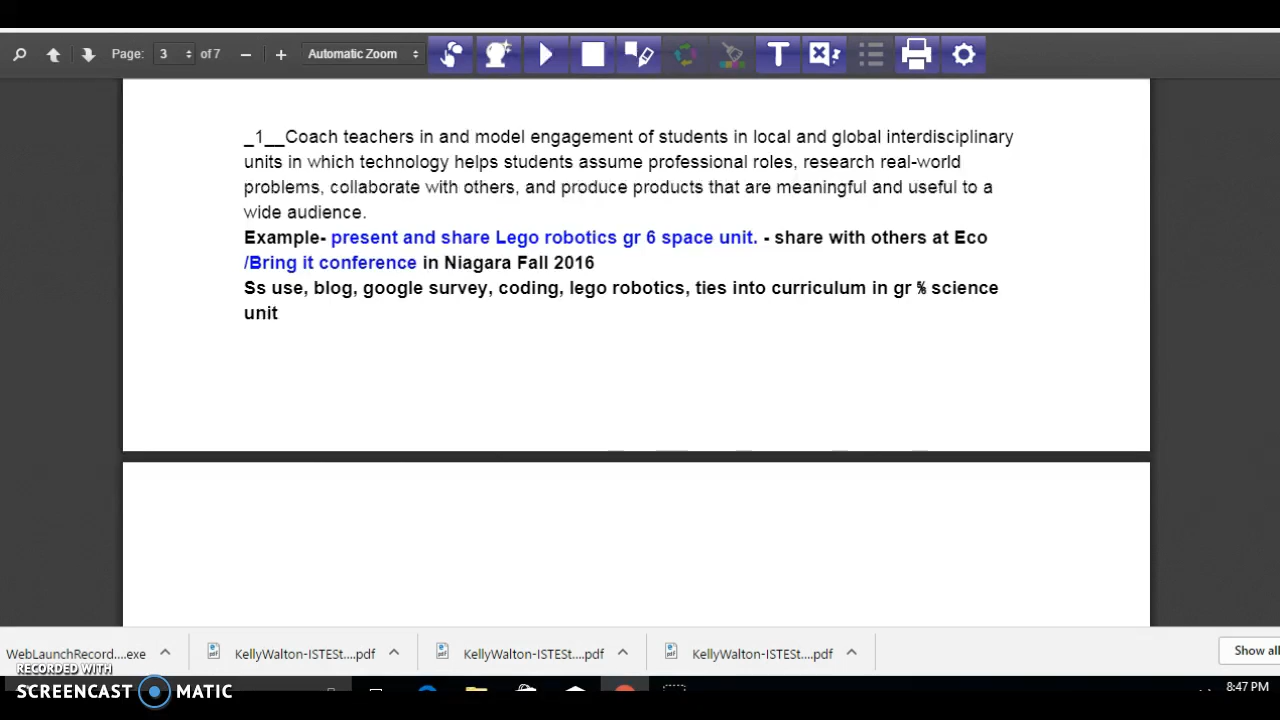 Page: 3 of 7 − + Automatic Zoom T
_1__Coach teachers in and model engagement of students in local and global interdisciplinary
units in which technology helps students assume professional roles, research real-world
problems, collaborate with others, and produce products that are meaningful and useful to a
wide audience.
Example- present and share Lego robotics gr 6 space unit. - share with others at Eco
/Bring it conference in Niagara Fall 2016
Ss use, blog, google survey, coding, lego robotics, ties into curriculum in gr ⅚ science
unit
WebLaunchRecord....exe KellyWalton-ISTESt....pdf KellyWalton-ISTESt....pdf KellyWalton-ISTESt....pdf Show all
RECORDED WITH
SCREENCAST MATIC 8:47 PM